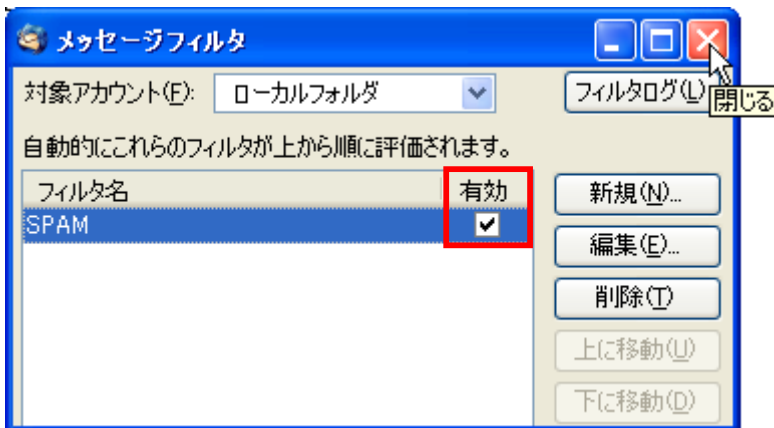 メッセージフィルタ
対象アカウント(F): ローカルフォルダ フィルタログ(L)
閉じる
自動的にこれらのフィルタが上から順に評価されます。
フィルタ名 有効
SPAM
新規(N)...
編集(E)...
削除(T)
上に移動(U)
下に移動(D)